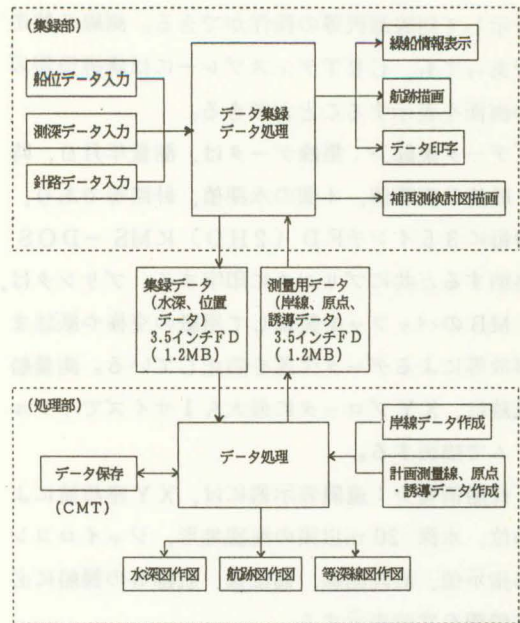 (集録部)
船位データ入力
測深データ入力
針路データ入力
データ集録
データ処理
繰船情報表示
航跡描画
データ印字
補再測検討図描画
集録データ
(水深、位置
データ)
3.5インチFD
(1.2MB)
測量用データ
(岸線、原点、
誘導データ)
3.5インチFD
(1.2MB)
(処理部)
データ保存
(CMT)
データ処理
岸線データ作成
計画測量線、原点
・誘導データ作成
水深図作図
航跡図作図
等深線図作図